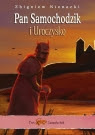 Zbigniew Nienacki
Pan Samochodzik
i Uroczysko